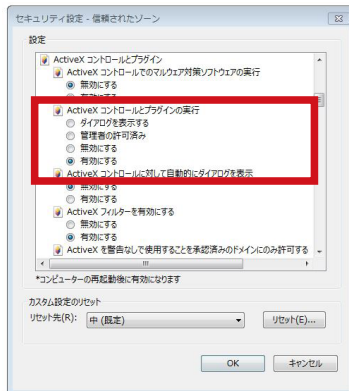 セキュリティ設定 - 信頼されたゾーン
設定
ActiveX コントロールとプラグイン
ActiveX コントロールでのマルウェア対策ソフトウェアの実行
無効にする
ActiveX コントロールとプラグインの実行
ダイアログを表示する
管理者の許可済み
無効にする
有効にする
ActiveX コントロールに対して自動的にダイアログを表示
無効にする
有効にする
ActiveX フィルターを有効にする
無効にする
有効にする
ActiveX を警告なしで使用することを承認済みのドメインにのみ許可する
*コンピューターの再起動後に有効になります
カスタム設定のリセット
リセット先(R): 中 (既定) リセット(E)...
OK キャンセル